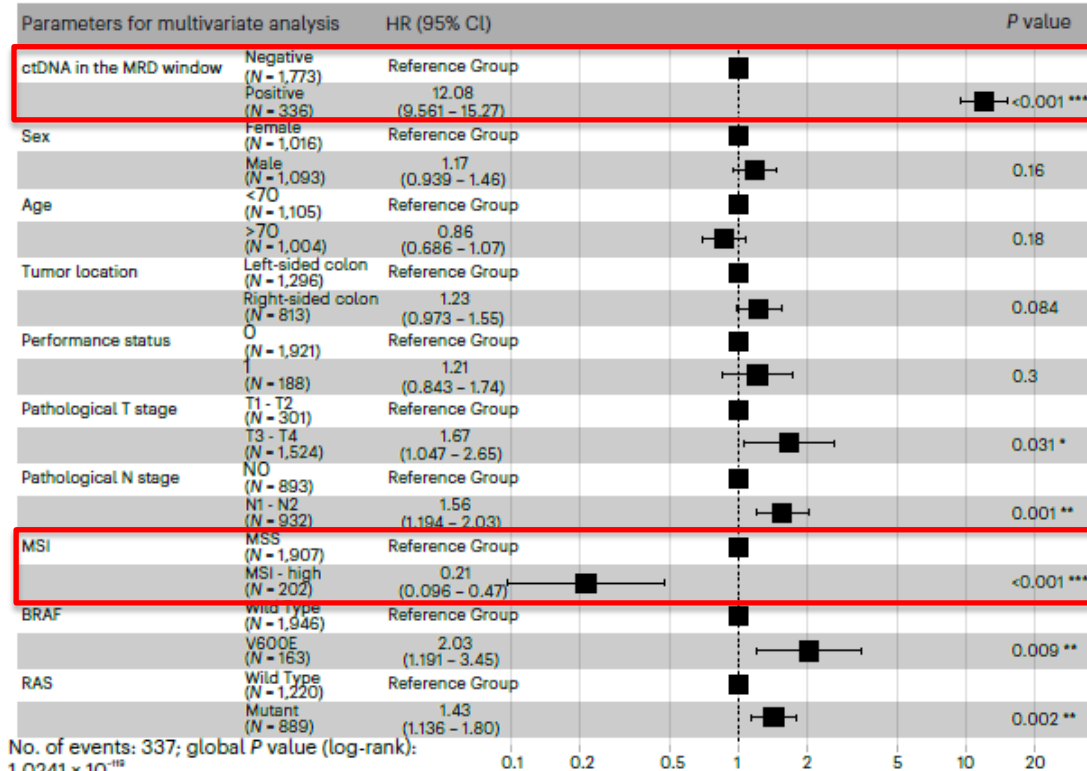 Parameters for multivariate analysis HR (95% CI) P value
ctDNA in the MRD window Negative (N = 1,773) Reference Group
Positive (N = 336) 12.08 (9.561 – 15.27) <0.001 ***
Sex Female (N = 1,016) Reference Group
Male (N = 1,093) 1.17 (0.939 – 1.46) 0.16
Age <70 (N = 1,105) Reference Group
>70 (N = 1,004) 0.86 (0.686 – 1.07) 0.18
Tumor location Left-sided colon (N = 1,296) Reference Group
Right-sided colon (N = 813) 1.23 (0.973 – 1.55) 0.084
Performance status 0 (N = 1,921) Reference Group
1 (N = 188) 1.21 (0.843 – 1.74) 0.3
Pathological T stage T1 - T2 (N = 301) Reference Group
T3 - T4 (N = 1,524) 1.67 (1.047 – 2.65) 0.031 *
Pathological N stage N0 (N = 893) Reference Group
N1 - N2 (N = 932) 1.56 (1.194 – 2.03) 0.001 **
MSI MSS (N = 1,907) Reference Group
MSI - high (N = 202) 0.21 (0.096 – 0.47) <0.001 ***
BRAF Wild Type (N = 1,946) Reference Group
V600E (N = 163) 2.03 (1.191 – 3.45) 0.009 **
RAS Wild Type (N = 1,220) Reference Group
Mutant (N = 889) 1.43 (1.136 – 1.80) 0.002 **
No. of events: 337; global P value (log-rank):
1.0241 x 10
0.1 0.2 0.5 1 2 5 10 20